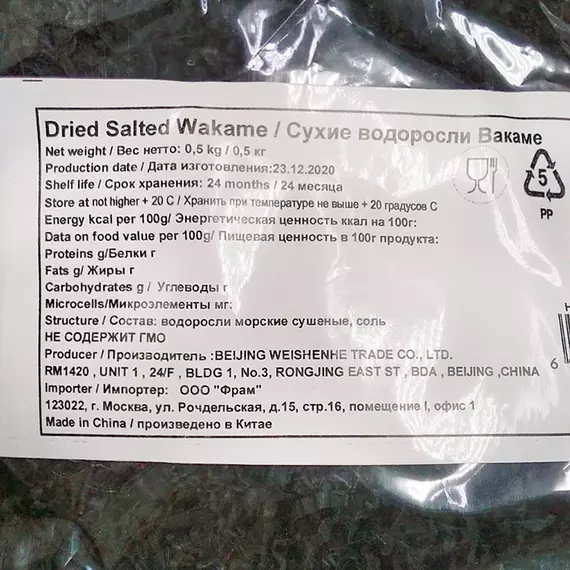 Dried Salted Wakame / Сухие водоросли Вакаме
Net weight / Вес нетто: 0,5 kg / 0,5 кг
Production date / Дата изготовления:23.12.2020
Shelf life / Срок хранения: 24 months / 24 месяца
Store at not higher + 20 C / Хранить при температуре не выше + 20 градусов С
Energy kcal per 100g/ Энергетическая ценность ккал на 100г:
Data on food value per 100g/ Пищевая ценность в 100г продукта:
Proteins g/Белки г
Fats g/ Жиры г
Carbohydrates g / Углеводы г
Microcells/Микроэлементы мг:
Structure / Состав: водоросли морские сушеные, соль
НЕ СОДЕРЖИТ ГМО
Producer / Производитель :BEIJING WEISHENHE TRADE CO., LTD.
RM1420 , UNIT 1 , 24/F , BLDG 1, No.3, RONGJING EAST ST , BDA , BEIJING ,CHINA
Importer / Импортер: ООО "Фрам"
123022, г. Москва, ул. Рочдельская, д.15, стр.16, помещение I, офис 1
Made in China / произведено в Китае
5
PP
6